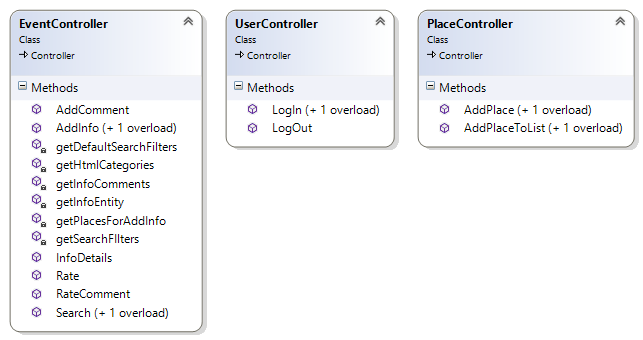 EventController
Class
Controller
Methods
AddComment
AddInfo (+ 1 overload)
getDefaultSearchFilters
getHtmlCategories
getInfoComments
getInfoEntity
getPlacesForAddInfo
getSearchFIlters
InfoDetails
Rate
RateComment
Search (+ 1 overload)
UserController
Class
Controller
Methods
LogIn (+ 1 overload)
LogOut
PlaceController
Class
Controller
Methods
AddPlace (+ 1 overload)
AddPlaceToList (+ 1 overload)